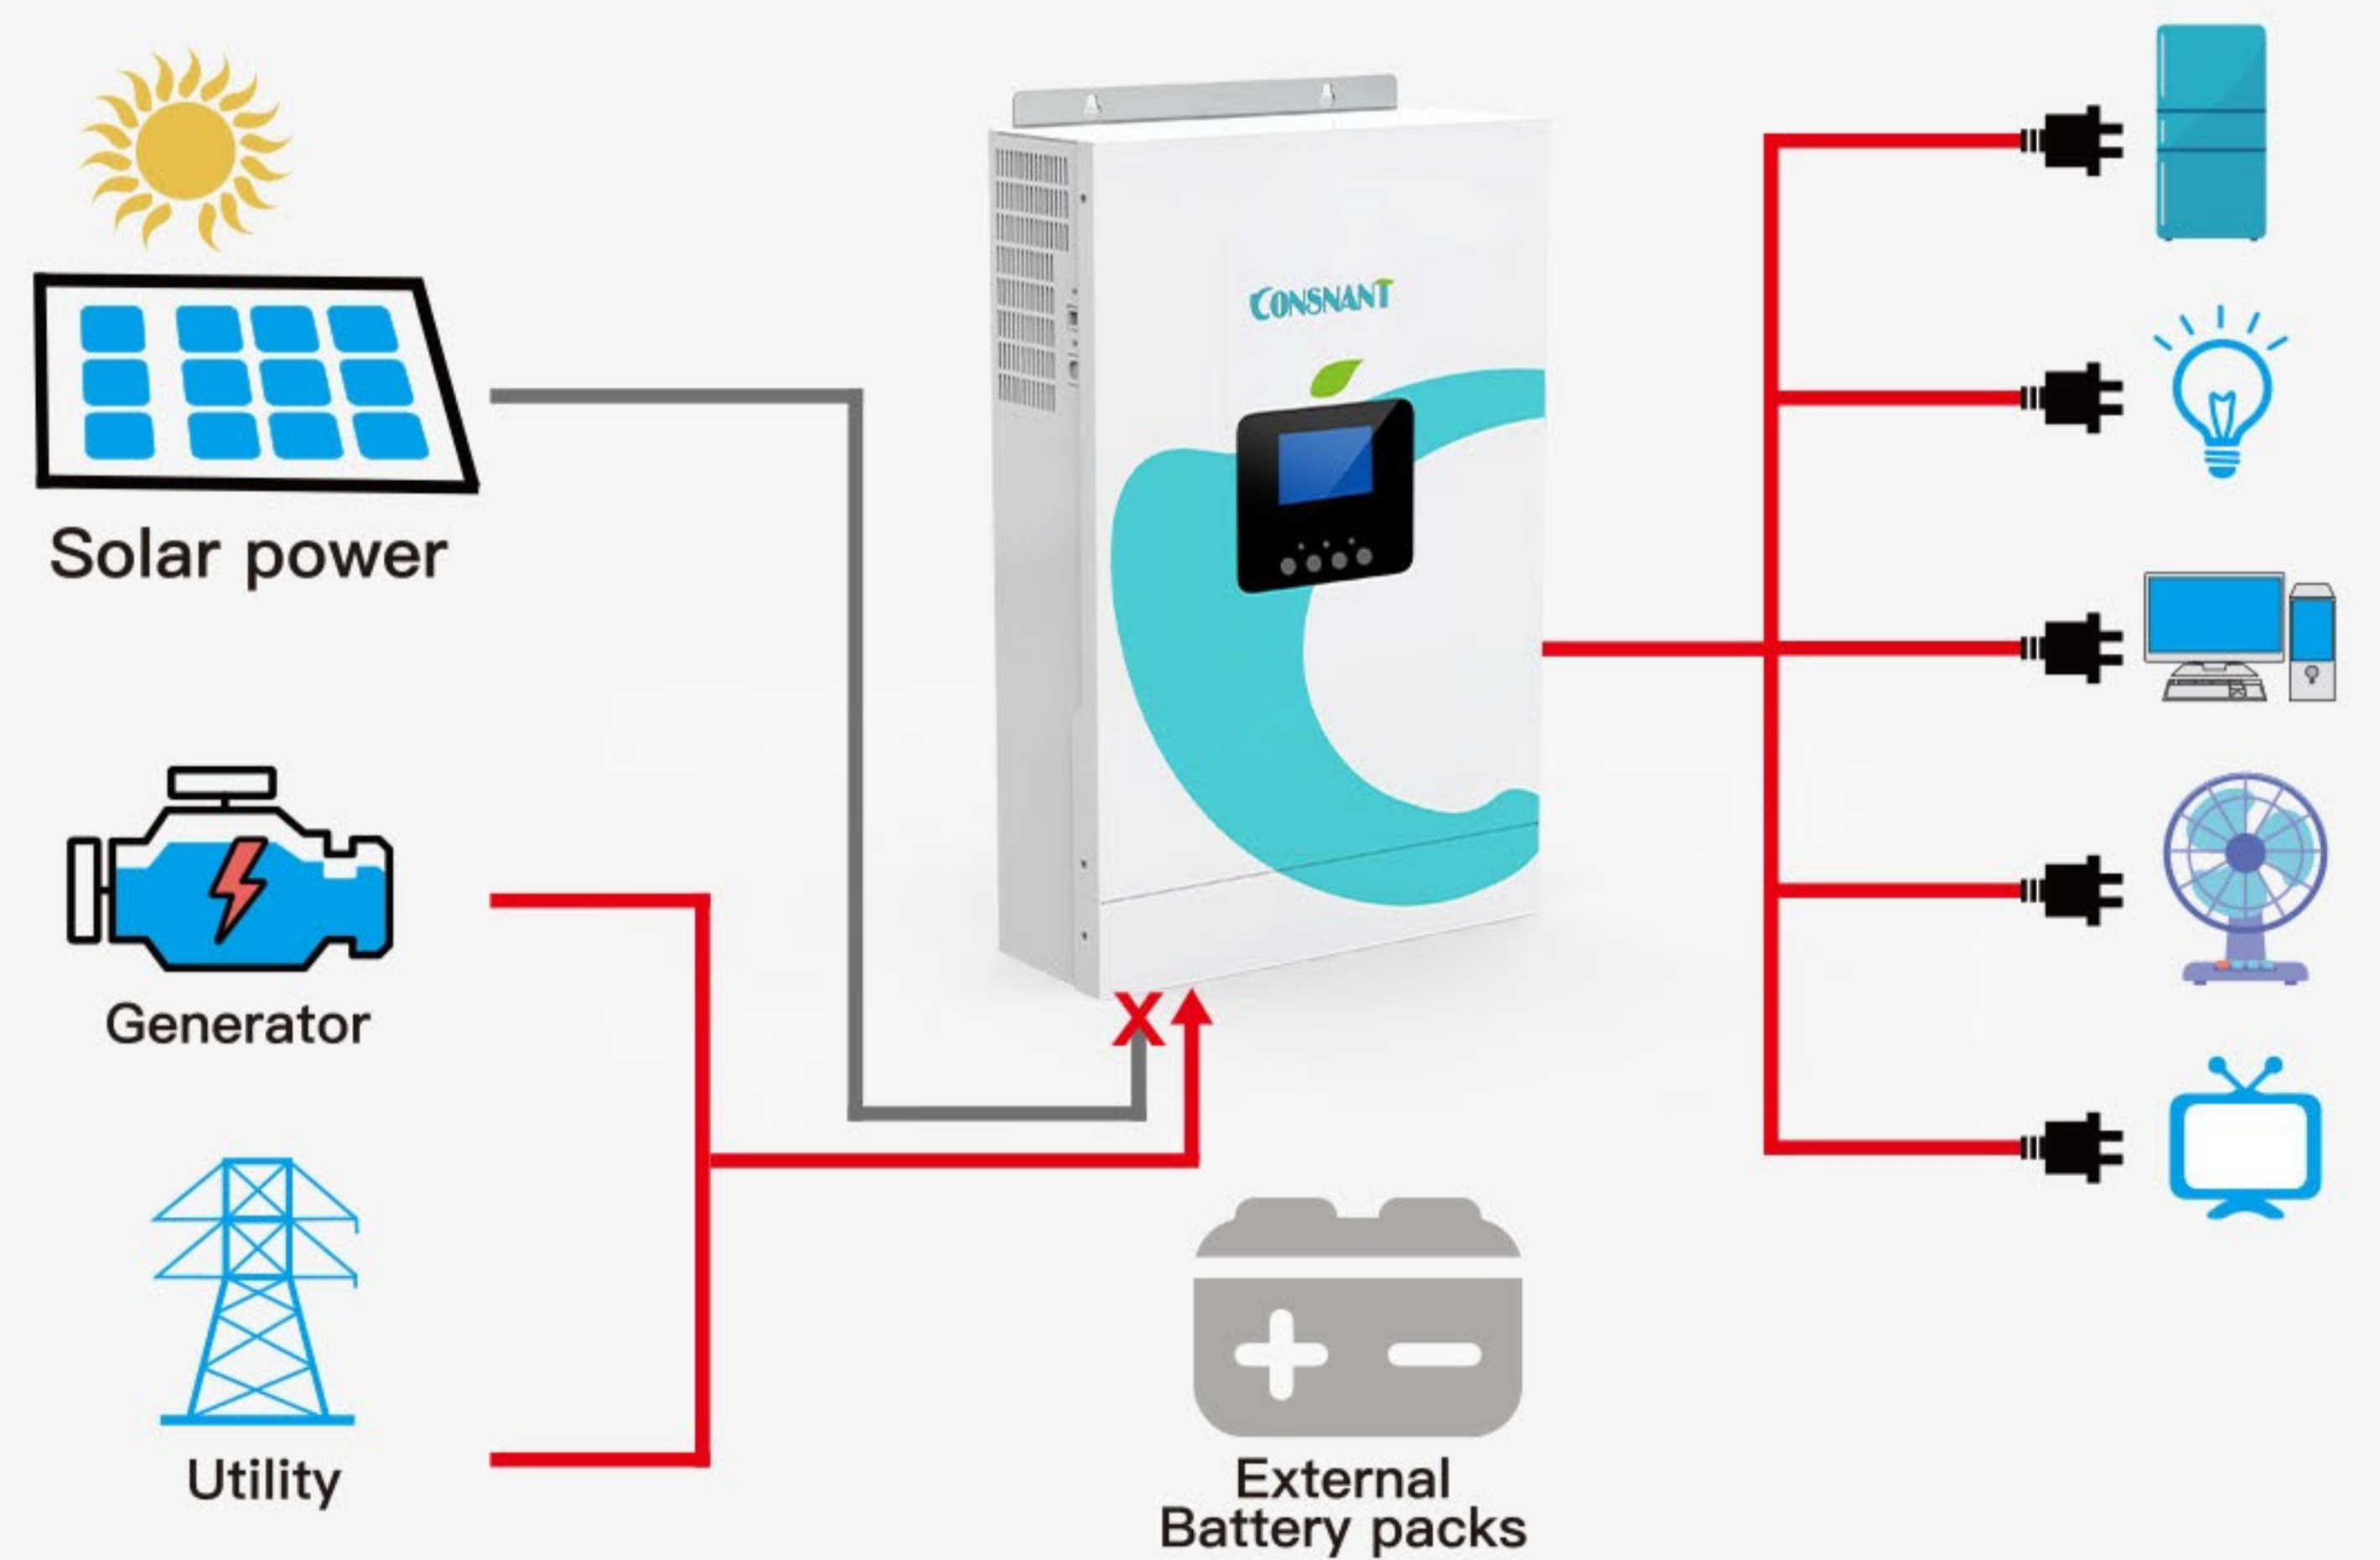 CONSNANT
Solar power
Generator
X
Utility
External
Battery packs